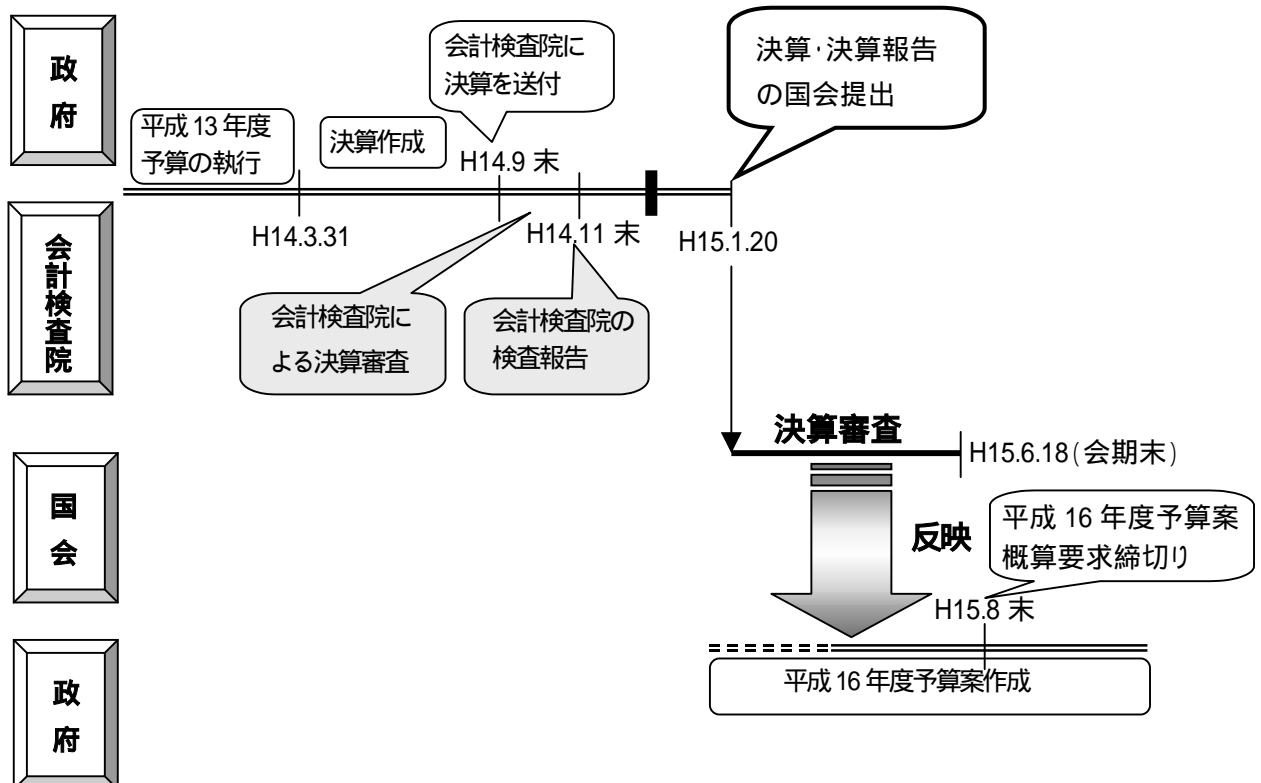 政
府
平成 13 年度
予算の執行
決算作成
会計検査院に
決算を送付
H14.9 末
決算・決算報告
の国会提出
会計検査院
H14.3.31
H14.11 末
H15.1.20
会計検査院に
よる決算審査
会計検査院の
検査報告
国
会
決算審査
H15.6.18(会期末)
反映
平成 16 年度予算案
概算要求締切り
H15.8 末
政
府
平成 16 年度予算案作成